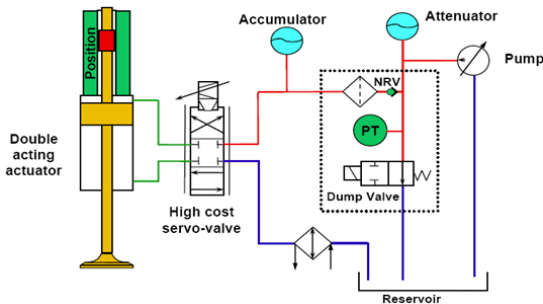 Accumulator
Attenuator
Position
NRV
Pump
PT
Double
acting
actuator
High cost
servo-valve
Dump Valve
Reservoir